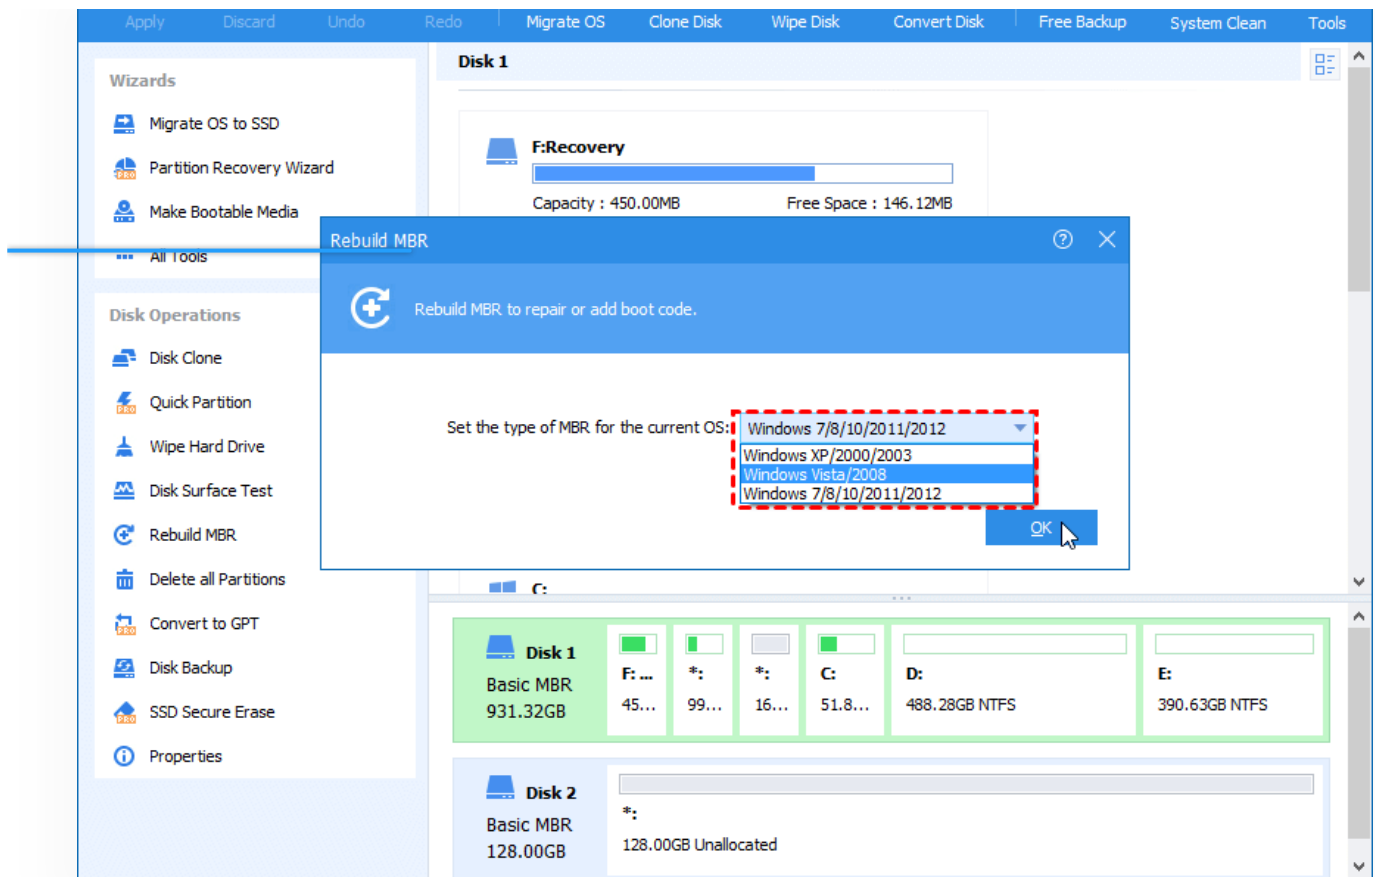 Apply Discard Undo Redo Migrate OS Clone Disk Wipe Disk Convert Disk Free Backup System Clean Tools
Wizards
Migrate OS to SSD
Partition Recovery Wizard
Make Bootable Media
All Tools
Disk Operations
Disk Clone
Quick Partition
Wipe Hard Drive
Disk Surface Test
Rebuild MBR
Delete all Partitions
Convert to GPT
Disk Backup
SSD Secure Erase
Properties
Disk 1
F:Recovery
Capacity : 450.00MB Free Space : 146.12MB
Rebuild MBR
Rebuild MBR to repair or add boot code.
Set the type of MBR for the current OS: Windows 7/8/10/2011/2012
Windows XP/2000/2003
Windows Vista/2008
Windows 7/8/10/2011/2012
OK
C:
Disk 1
Basic MBR
931.32GB
F: ...
45...
*:
99...
*:
16...
C:
51.8...
D:
488.28GB NTFS
E:
390.63GB NTFS
Disk 2
Basic MBR
128.00GB
*:
128.00GB Unallocated